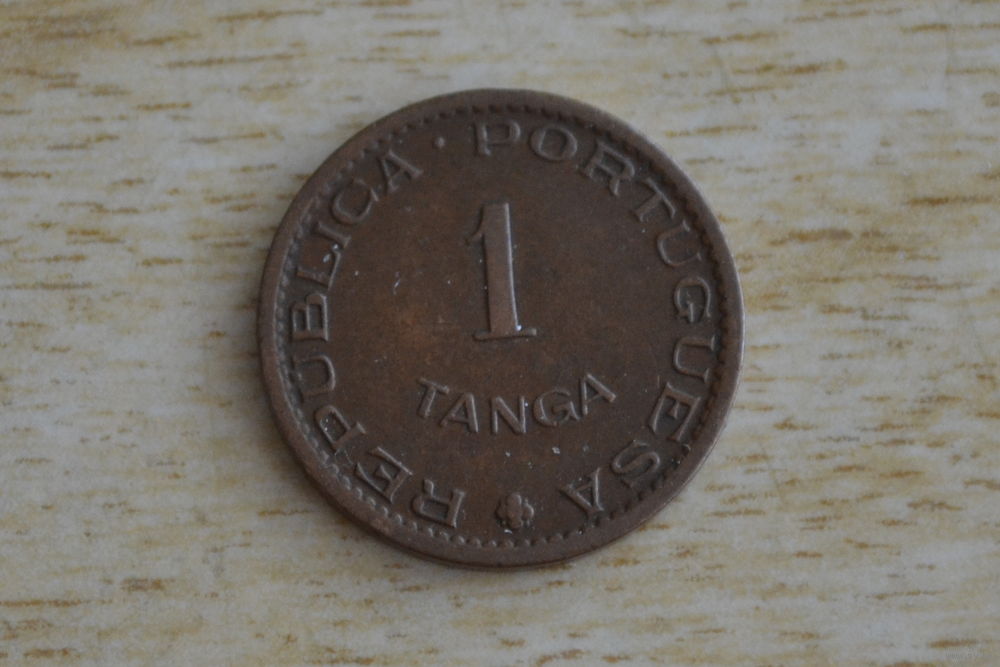 REPUBLICA · PORTUGUESA
1
TANGA